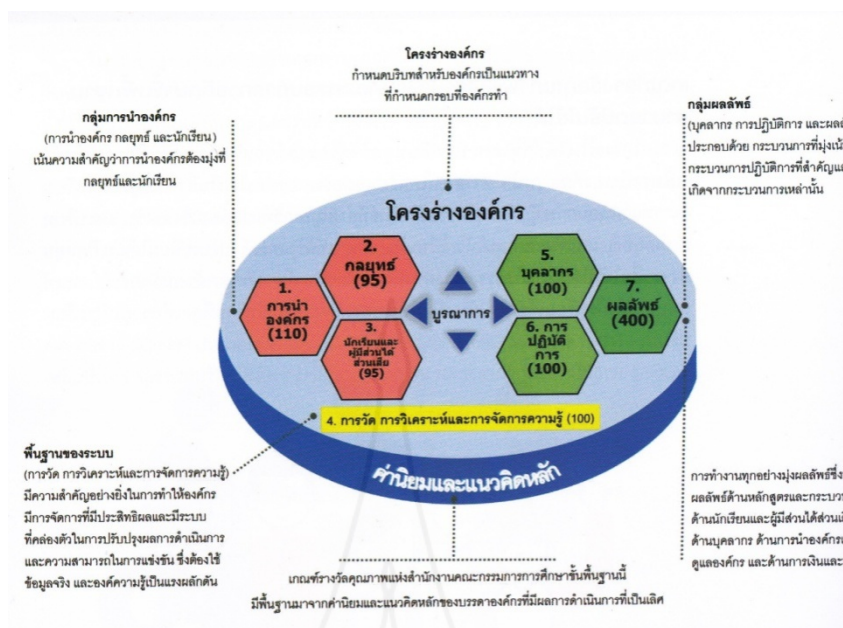 โครงร่างองค์กร
กำหนดบริบทสำหรับองค์กรเป็นแนวทาง
ที่กำหนดกรอบที่องค์กรทำ
กลุ่มการนำองค์กร
(การนำองค์กร กลยุทธ์ และนักเรียน)
เน้นความสำคัญว่าการนำองค์กรต้องมุ่งที่
กลยุทธ์และนักเรียน
กลุ่มผลลัพธ์
(บุคลากร การปฏิบัติการ และ
ประกอบด้วย กระบวนการที่
กระบวนการปฏิบัติการที่สำคัญ
เกิดจากกระบวนการเหล่านั้น
โครงร่างองค์กร
1.
การนำ
องค์กร
(110)
2.
กลยุทธ์
(95)
3.
นักเรียนและ
ผู้มีส่วนได้
ส่วนเสีย
(95)
บูรณาการ
5.
บุคลากร
(100)
6. การ
ปฏิบัติ
การ
(100)
7.
ผลลัพธ์
(400)
4. การวัด การวิเคราะห์และการจัดการความรู้ (100)
ค่านิยมและแนวคิดหลัก
พื้นฐานของระบบ
(การวัด การวิเคราะห์และการจัดการความรู้)
มีความสำคัญอย่างยิ่งในการทำให้องค์กร
มีการจัดการที่มีประสิทธิผลและมีระบบ
ที่คล่องตัวในการปรับปรุงผลการดำเนินการ
และความสามารถในการแข่งขัน ซึ่งต้องใช้
ข้อมูลจริง และองค์ความรู้เป็นแรงผลักดัน
การทำงานทุกอย่างมุ่งผลลัพธ์ซึ่ง
ผลลัพธ์ด้านหลักสูตรและ
ด้านนักเรียนและผู้มีส่วนได้
ด้านบุคลากร ด้านการนำองค์กร
ดูแลองค์กร และด้านการเงินและ
เกณฑ์รางวัลคุณภาพแห่งสำนักงานคณะกรรมการการศึกษาขั้นพื้นฐานนี้
มีพื้นฐานมาจากค่านิยมและแนวคิดหลักของบรรดาองค์กรที่มีผลการดำเนินการที่เป็นเลิศ